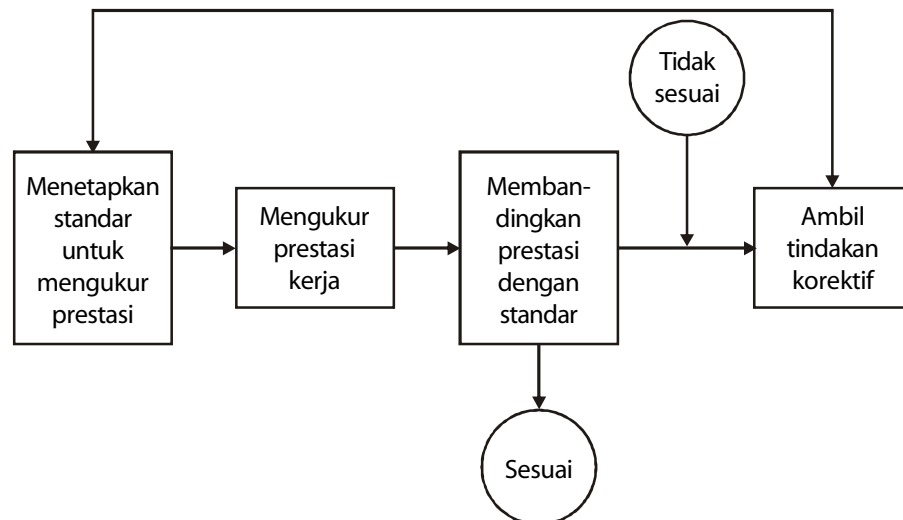 Tidak
sesuai
Menetapkan
standar
untuk
mengukur
prestasi
Mengukur
prestasi
kerja
Memban-
dingkan
prestasi
dengan
standar
Ambil
tindakan
korektif
Sesuai